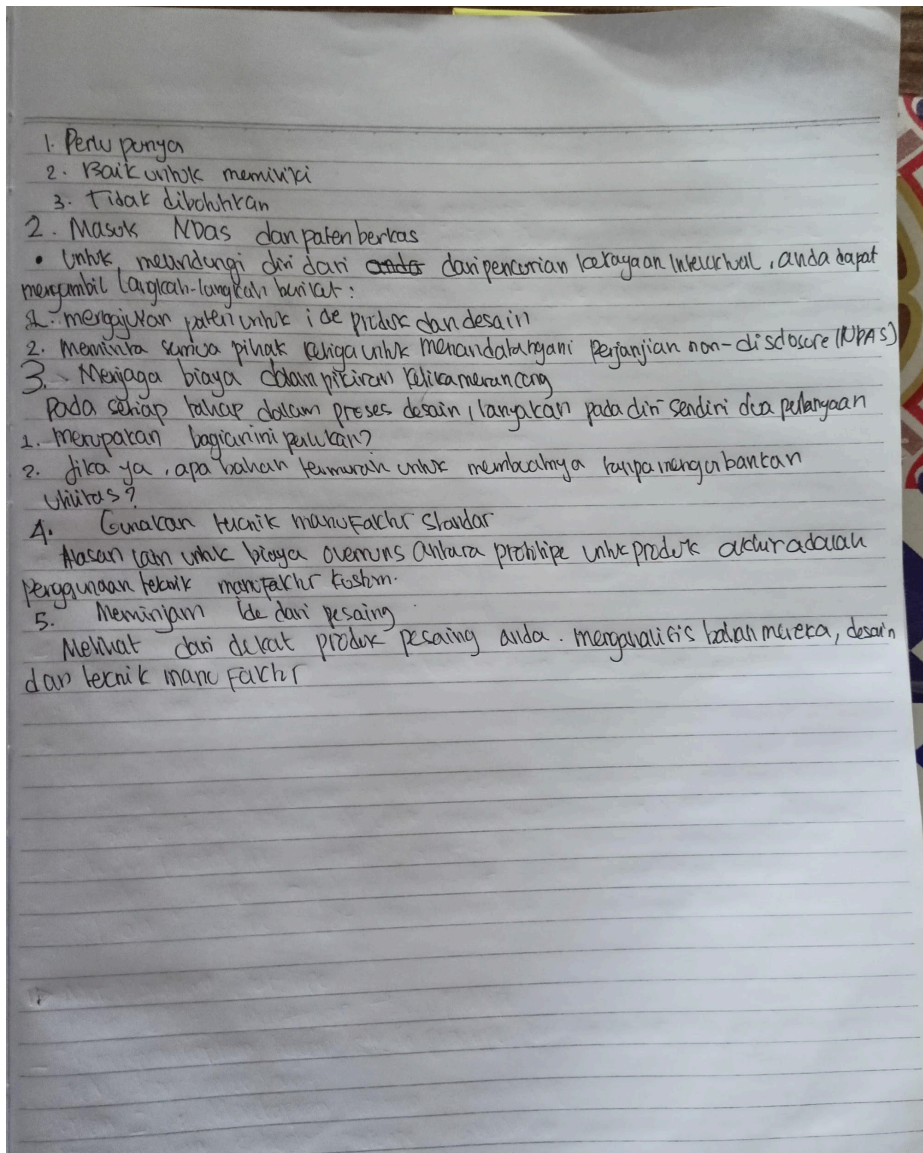 1. Perlu punya
2. Baik untuk memiliki
3. Tidak dibutuhkan
2. Masuk NDAS dan paten berkas
• Untuk melindungi diri dari dari pencurian kekayaan Intelektual, anda dapat
mengambil langkah-langkah berikut:
1. mengajukan paten untuk ide produk dan desain
2. Meminta semua pihak ketiga untuk menandatangani perjanjian non-disclosure (NDAS)
3. Menjaga biaya dalam pikiran ketika merancang
Pada setiap tahap dalam proses desain, tanyakan pada diri sendiri dua pertanyaan
1. merupakan bagian ini perlukan?
2. Jika ya, apa bahan termurah untuk membuatnya tanpa mengorbankan
Utilitas?
4. Gunakan teknik manufaktur standar
Alasan lain untuk biaya overruns antara prototipe untuk produk akhir adalah
penggunaan teknik manufaktur kustom.
5. Meminjam ide dari pesaing
Melihat dari dekat produk pesaing anda. menganalisis bahan mereka, desain
dan teknik manufaktur